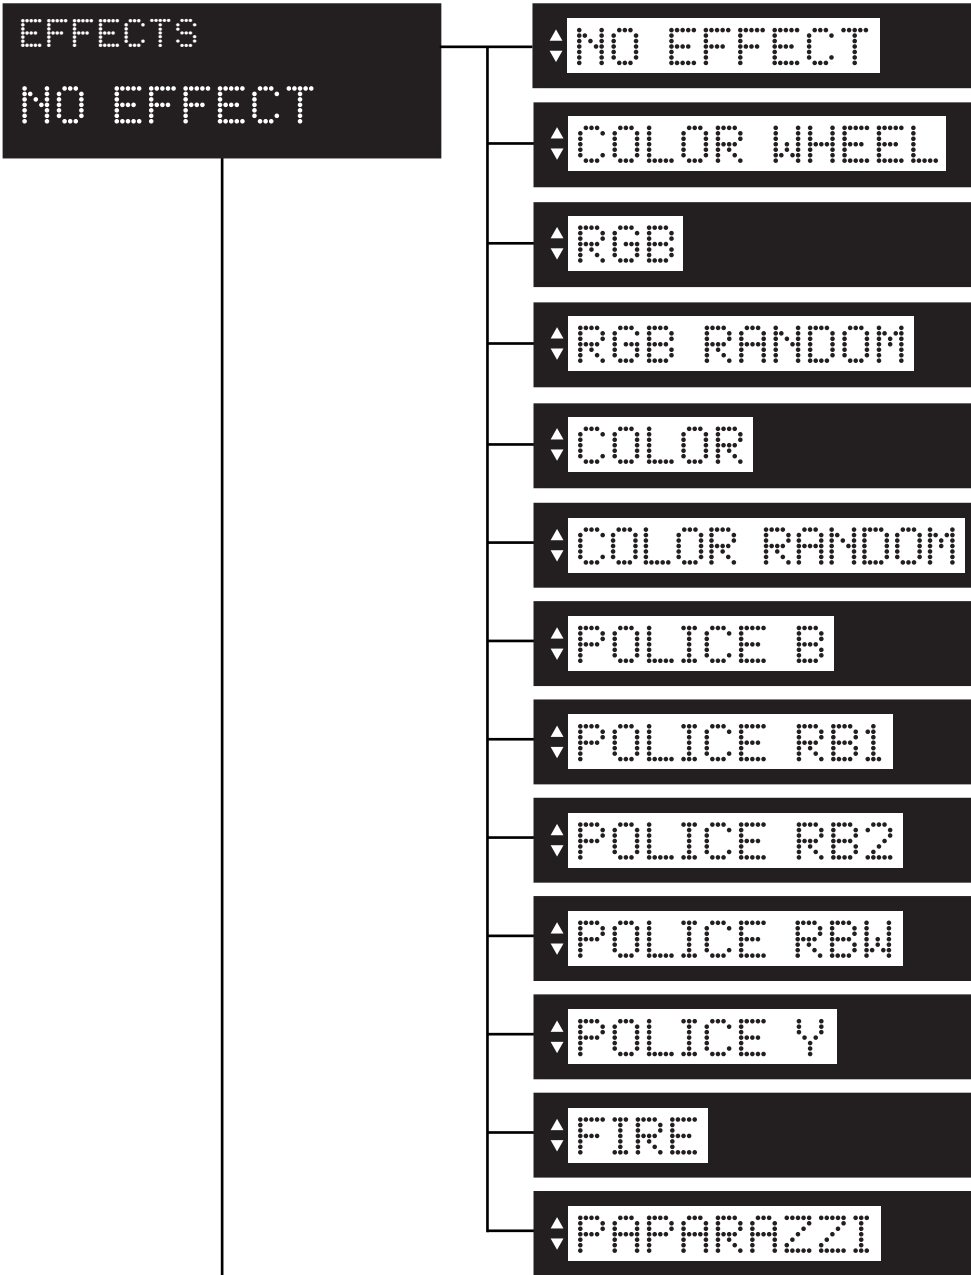 EFFECTS
NO EFFECT
NO EFFECT
COLOR WHEEL
RGB
RGB RANDOM
COLOR
COLOR RANDOM
POLICE B
POLICE RB1
POLICE RB2
POLICE RBW
POLICE Y
FIRE
PAPARAZZI